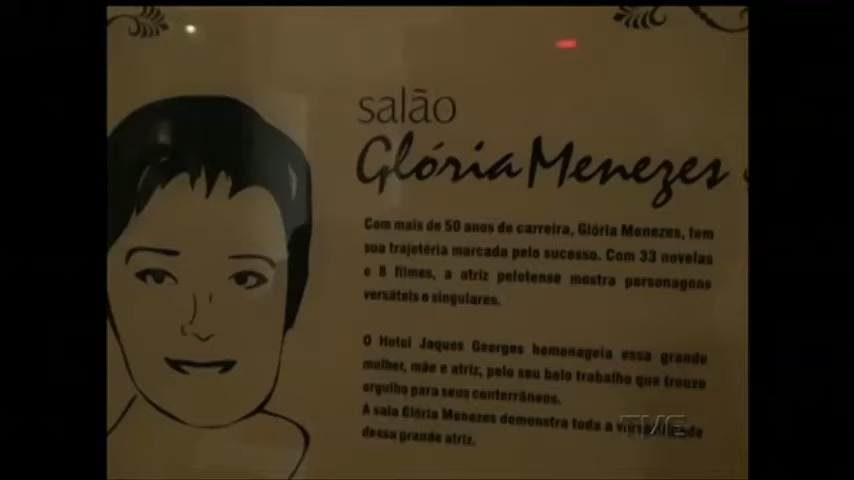 salão
Glória Menezes
Com mais de 50 anos de carreira, Glória Menezes, tem
sua trajetória marcada pelo sucesso. Com 33 novelas
e 8 filmes, a atriz pelotense mostra personagens
versáteis e singulares.
O Hotel Jaques Georges homenageia essa grande
mulher, mãe e atriz, pelo seu belo trabalho que trouxe
orgulho para seus conterrâneos.
A sala Glória Menezes demonstra toda a
dessa grande atriz.
TVE